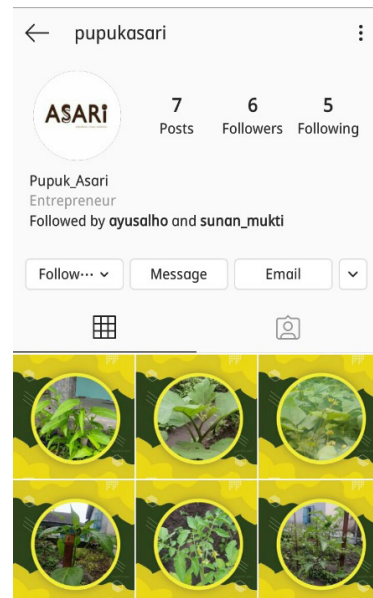 pupukasari
ASARi
7 6 5
Posts Followers Following
Pupuk_Asari
Entrepreneur
Followed by ayusalho and sunan_mukti
Follow··· Message Email